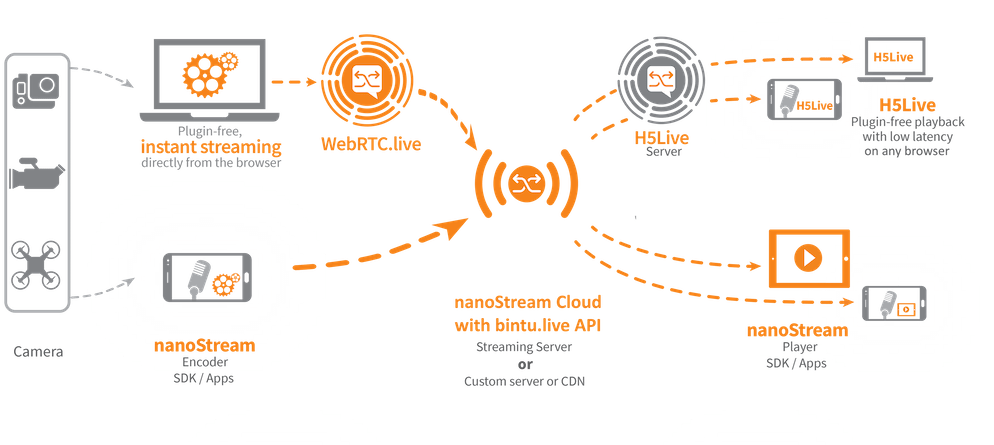 Camera
Plugin-free,
instant streaming
directly from the browser
WebRTC.live
nanoStream
Encoder
SDK / Apps
nanoStream Cloud
with bintu.live API
Streaming Server
or
Custom server or CDN
H5Live
Server
H5Live
H5Live
H5Live
Plugin-free playback
with low latency
on any browser
nanoStream
Player
SDK / Apps